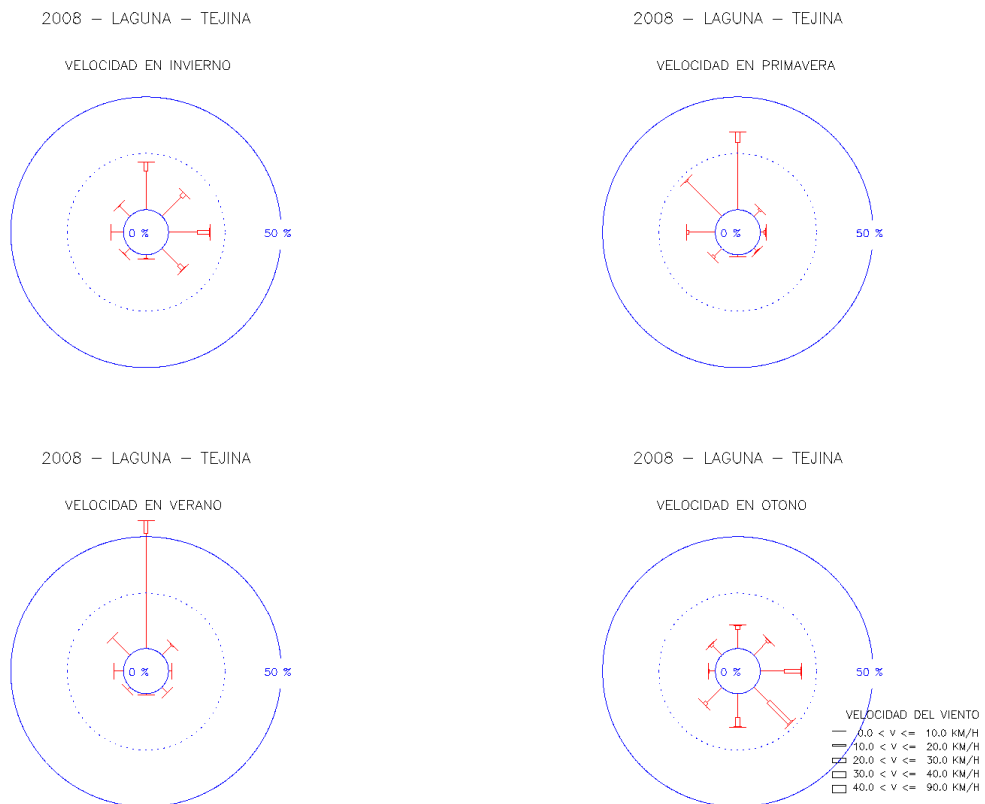 2008 − LAGUNA − TEJINA
VELOCIDAD EN INVIERNO
0 %
50 %
2008 − LAGUNA − TEJINA
VELOCIDAD EN PRIMAVERA
0 %
50 %
2008 − LAGUNA − TEJINA
VELOCIDAD EN VERANO
0 %
50 %
2008 − LAGUNA − TEJINA
VELOCIDAD EN OTONO
0 %
50 %
VELOCIDAD DEL VIENTO
0.0 < V <= 10.0 KM/H
10.0 < V <= 20.0 KM/H
20.0 < V <= 30.0 KM/H
30.0 < V <= 40.0 KM/H
40.0 < V <= 90.0 KM/H